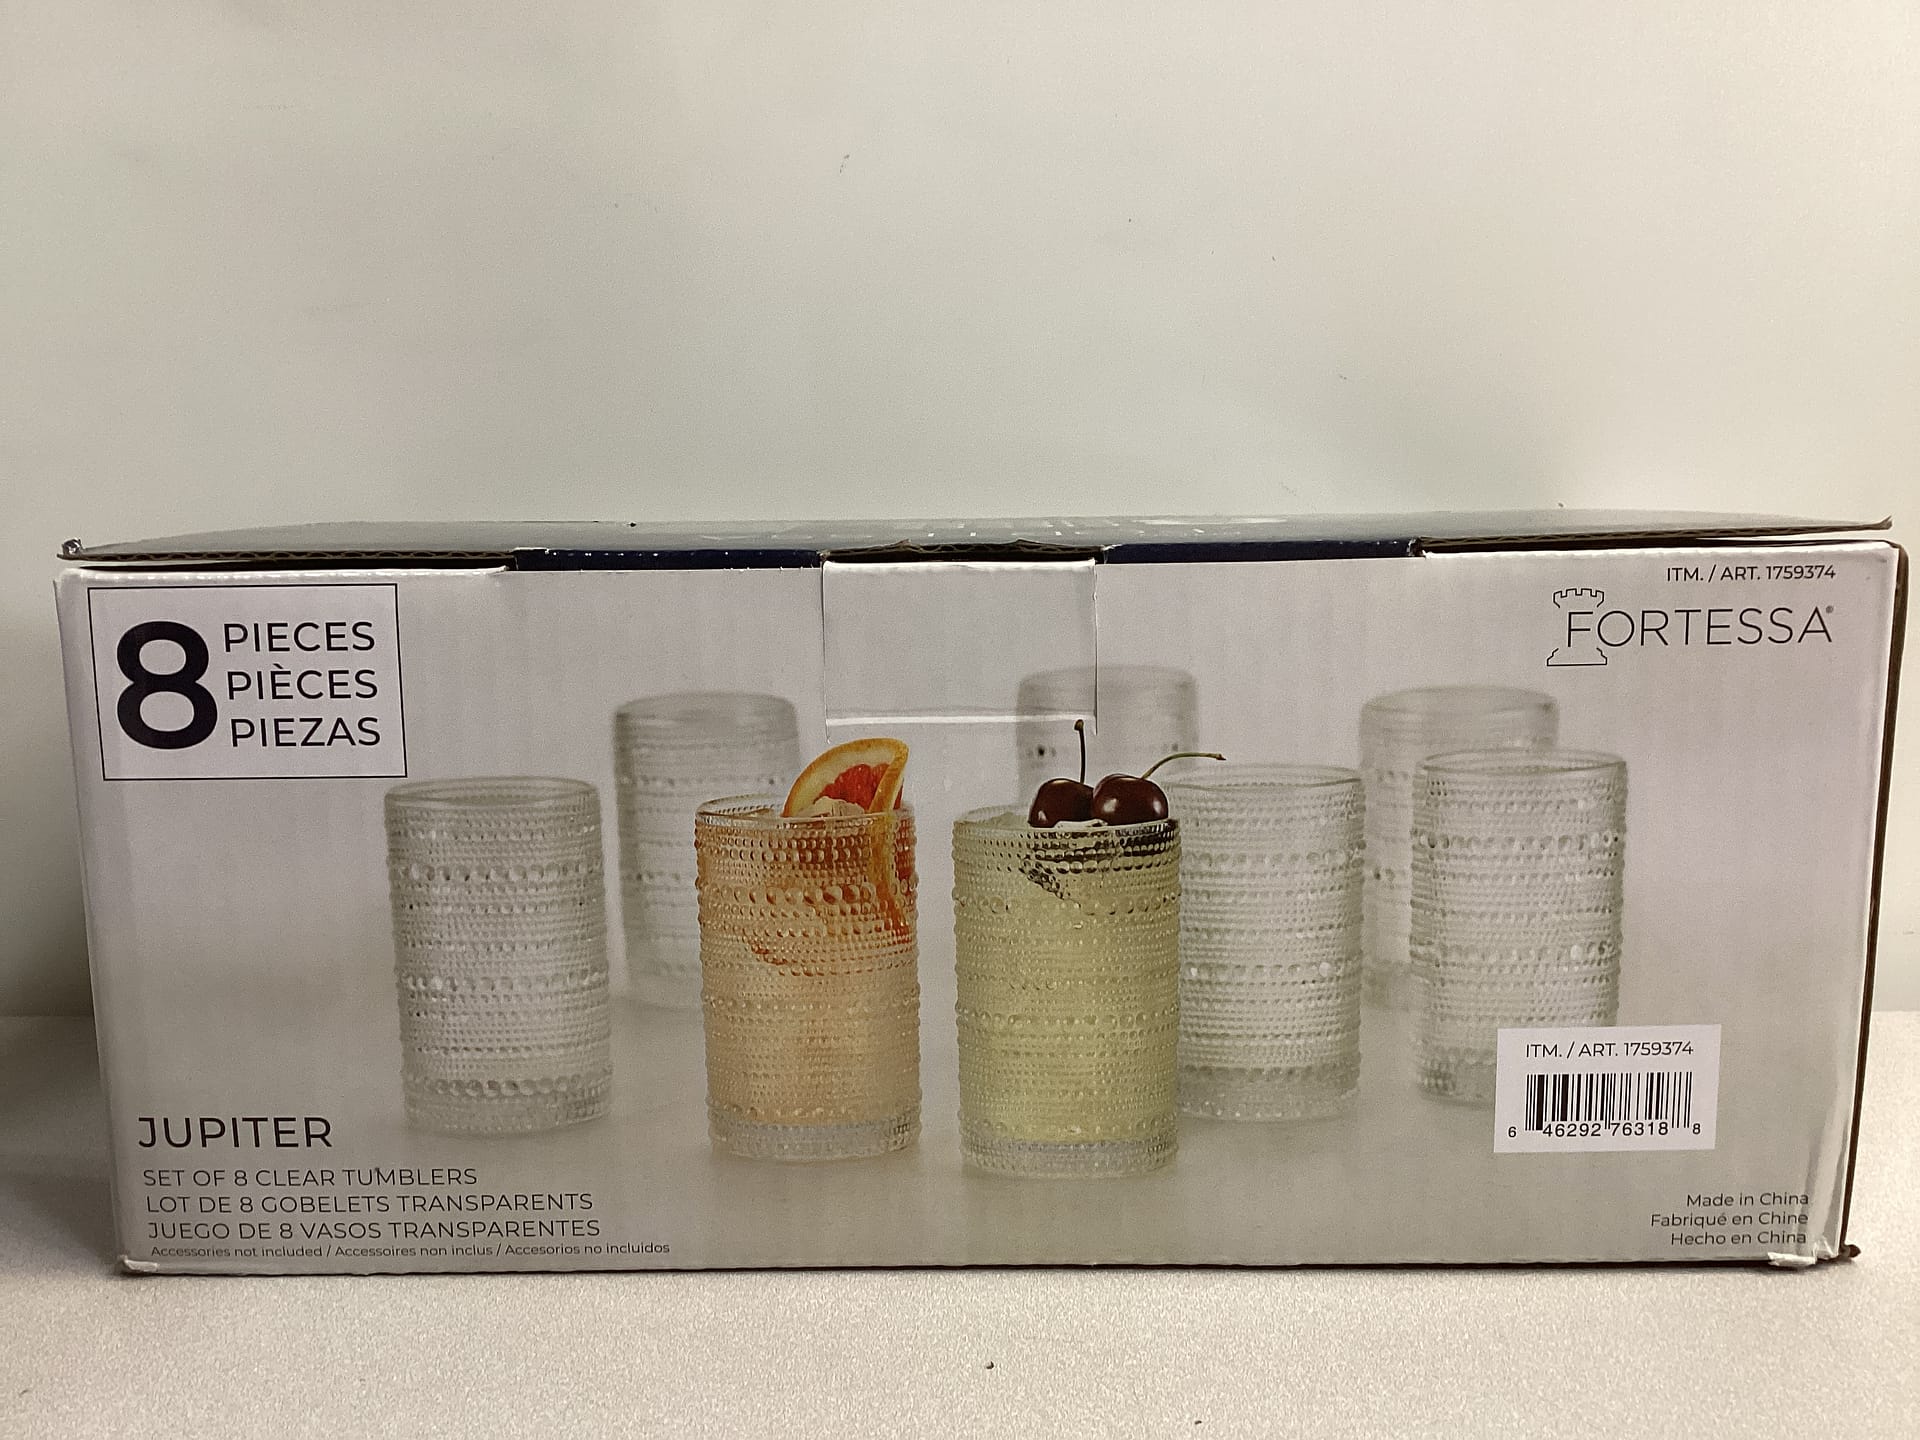 8
PIECES
PIÈCES
PIEZAS
ITM. / ART. 1759374
FORTESSA®
JUPITER
SET OF 8 CLEAR TUMBLERS
LOT DE 8 GOBELETS TRANSPARENTS
JUEGO DE 8 VASOS TRANSPARENTES
Accessories not included / Accessoires non inclus / Accesorios no incluidos
ITM. / ART. 1759374
6 46292 76318 8
Made in China
Fabriqué en Chine
Hecho en China